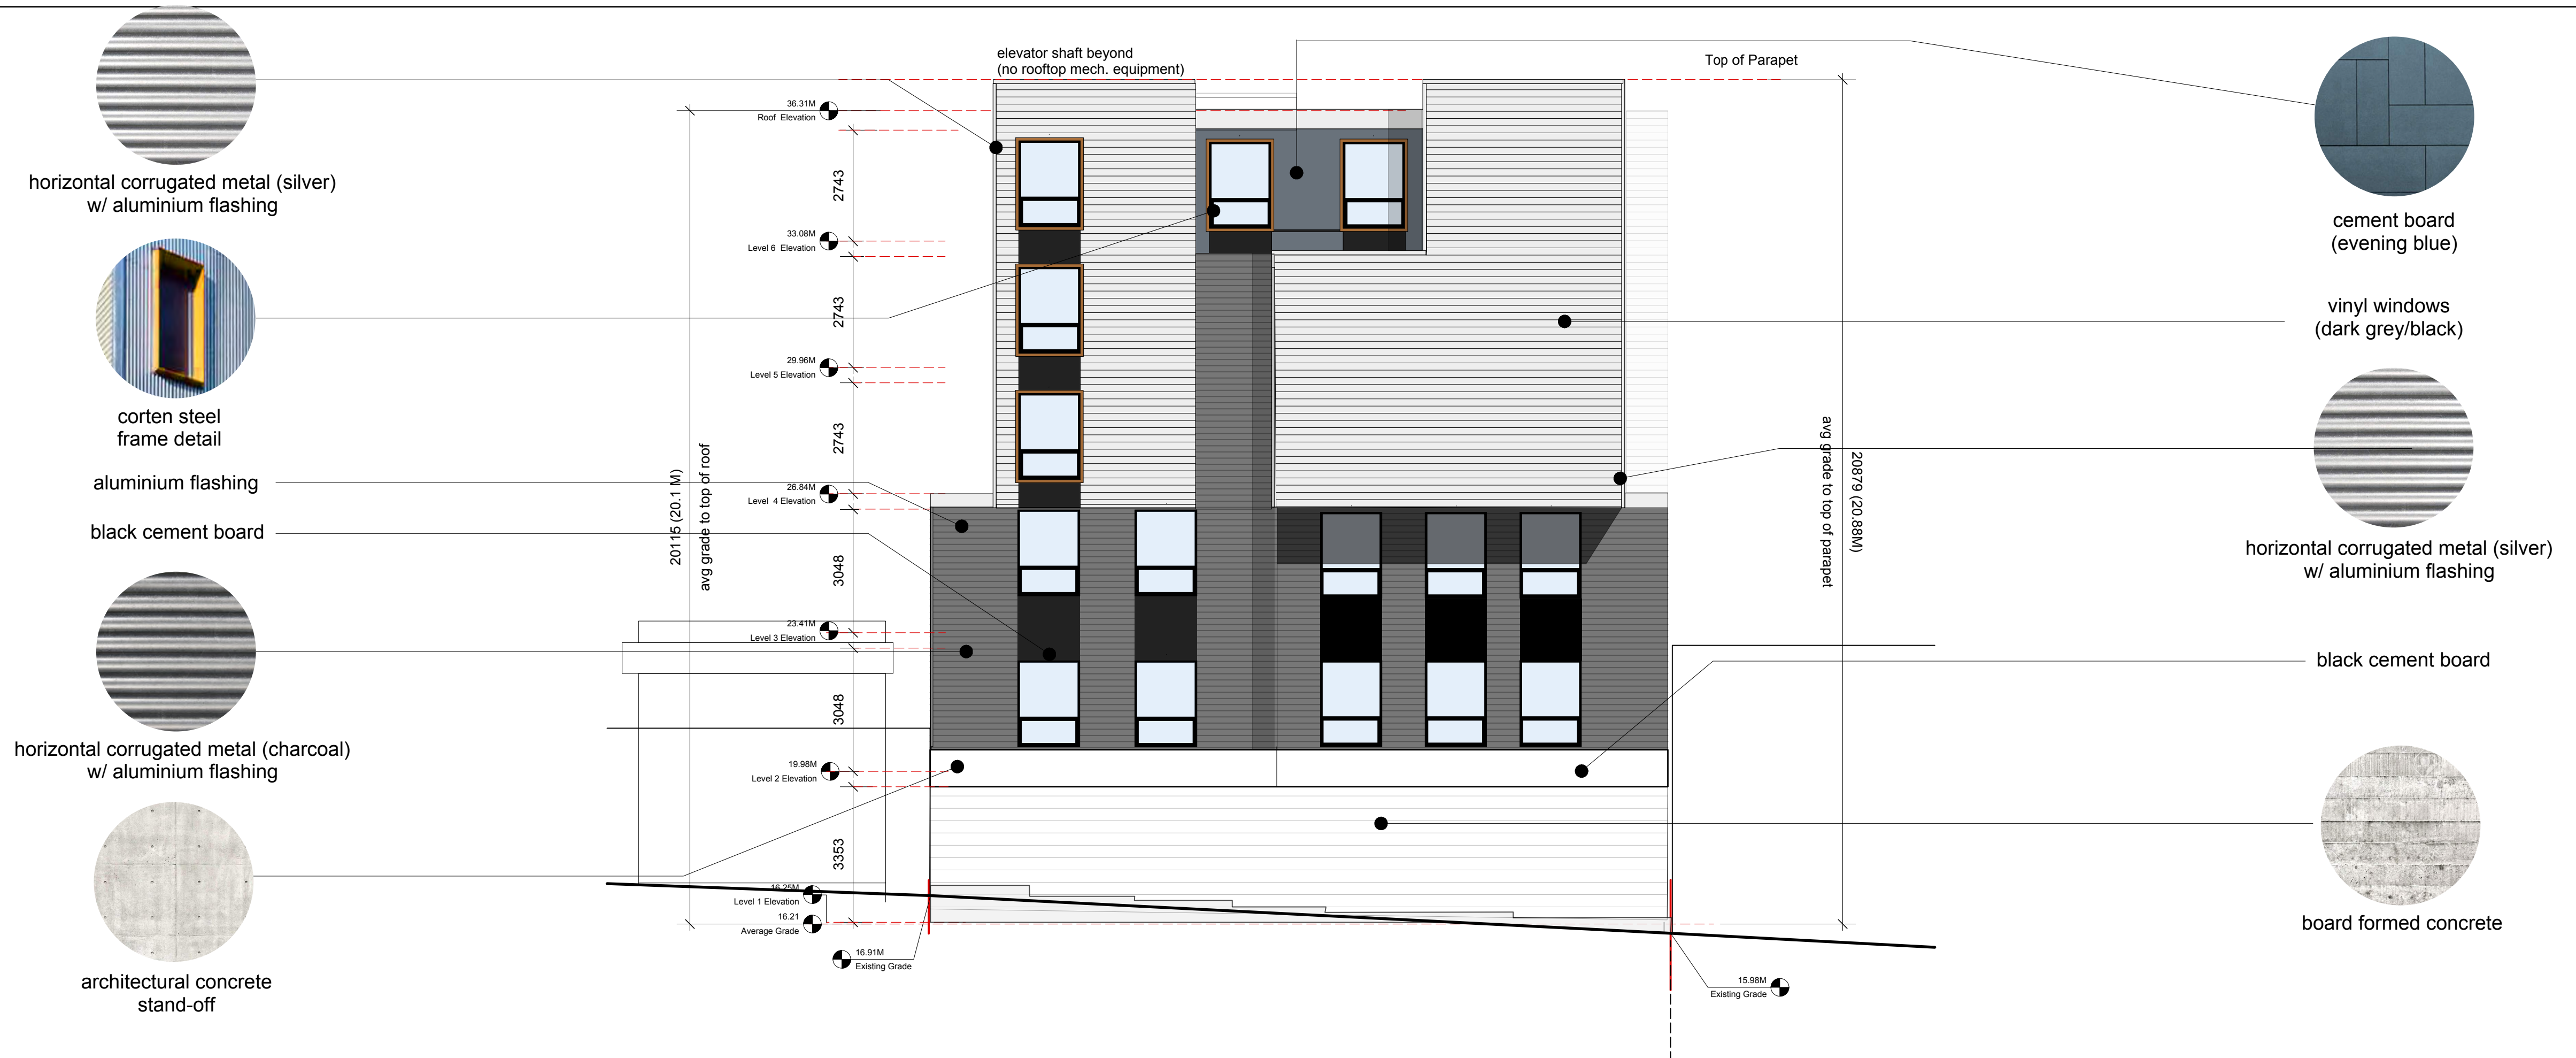 elevator shaft beyond
(no rooftop mech. equipment)
Top of Parapet
horizontal corrugated metal (silver)
w/ aluminium flashing
corten steel
frame detail
aluminium flashing
black cement board
horizontal corrugated metal (charcoal)
w/ aluminium flashing
architectural concrete
stand-off
20115 (20.1 M)
avg grade to top of roof
36.31M
Roof Elevation
2743
33.08M
Level 6 Elevation
2743
29.96M
Level 5 Elevation
2743
26.84M
Level 4 Elevation
3048
23.41M
Level 3 Elevation
3048
19.98M
Level 2 Elevation
3353
16.25M
Level 1 Elevation
16.21
Average Grade
16.91M
Existing Grade
15.98M
Existing Grade
avg grade to top of parapet
20879 (20.88M)
cement board
(evening blue)
vinyl windows
(dark grey/black)
horizontal corrugated metal (silver)
w/ aluminium flashing
black cement board
board formed concrete